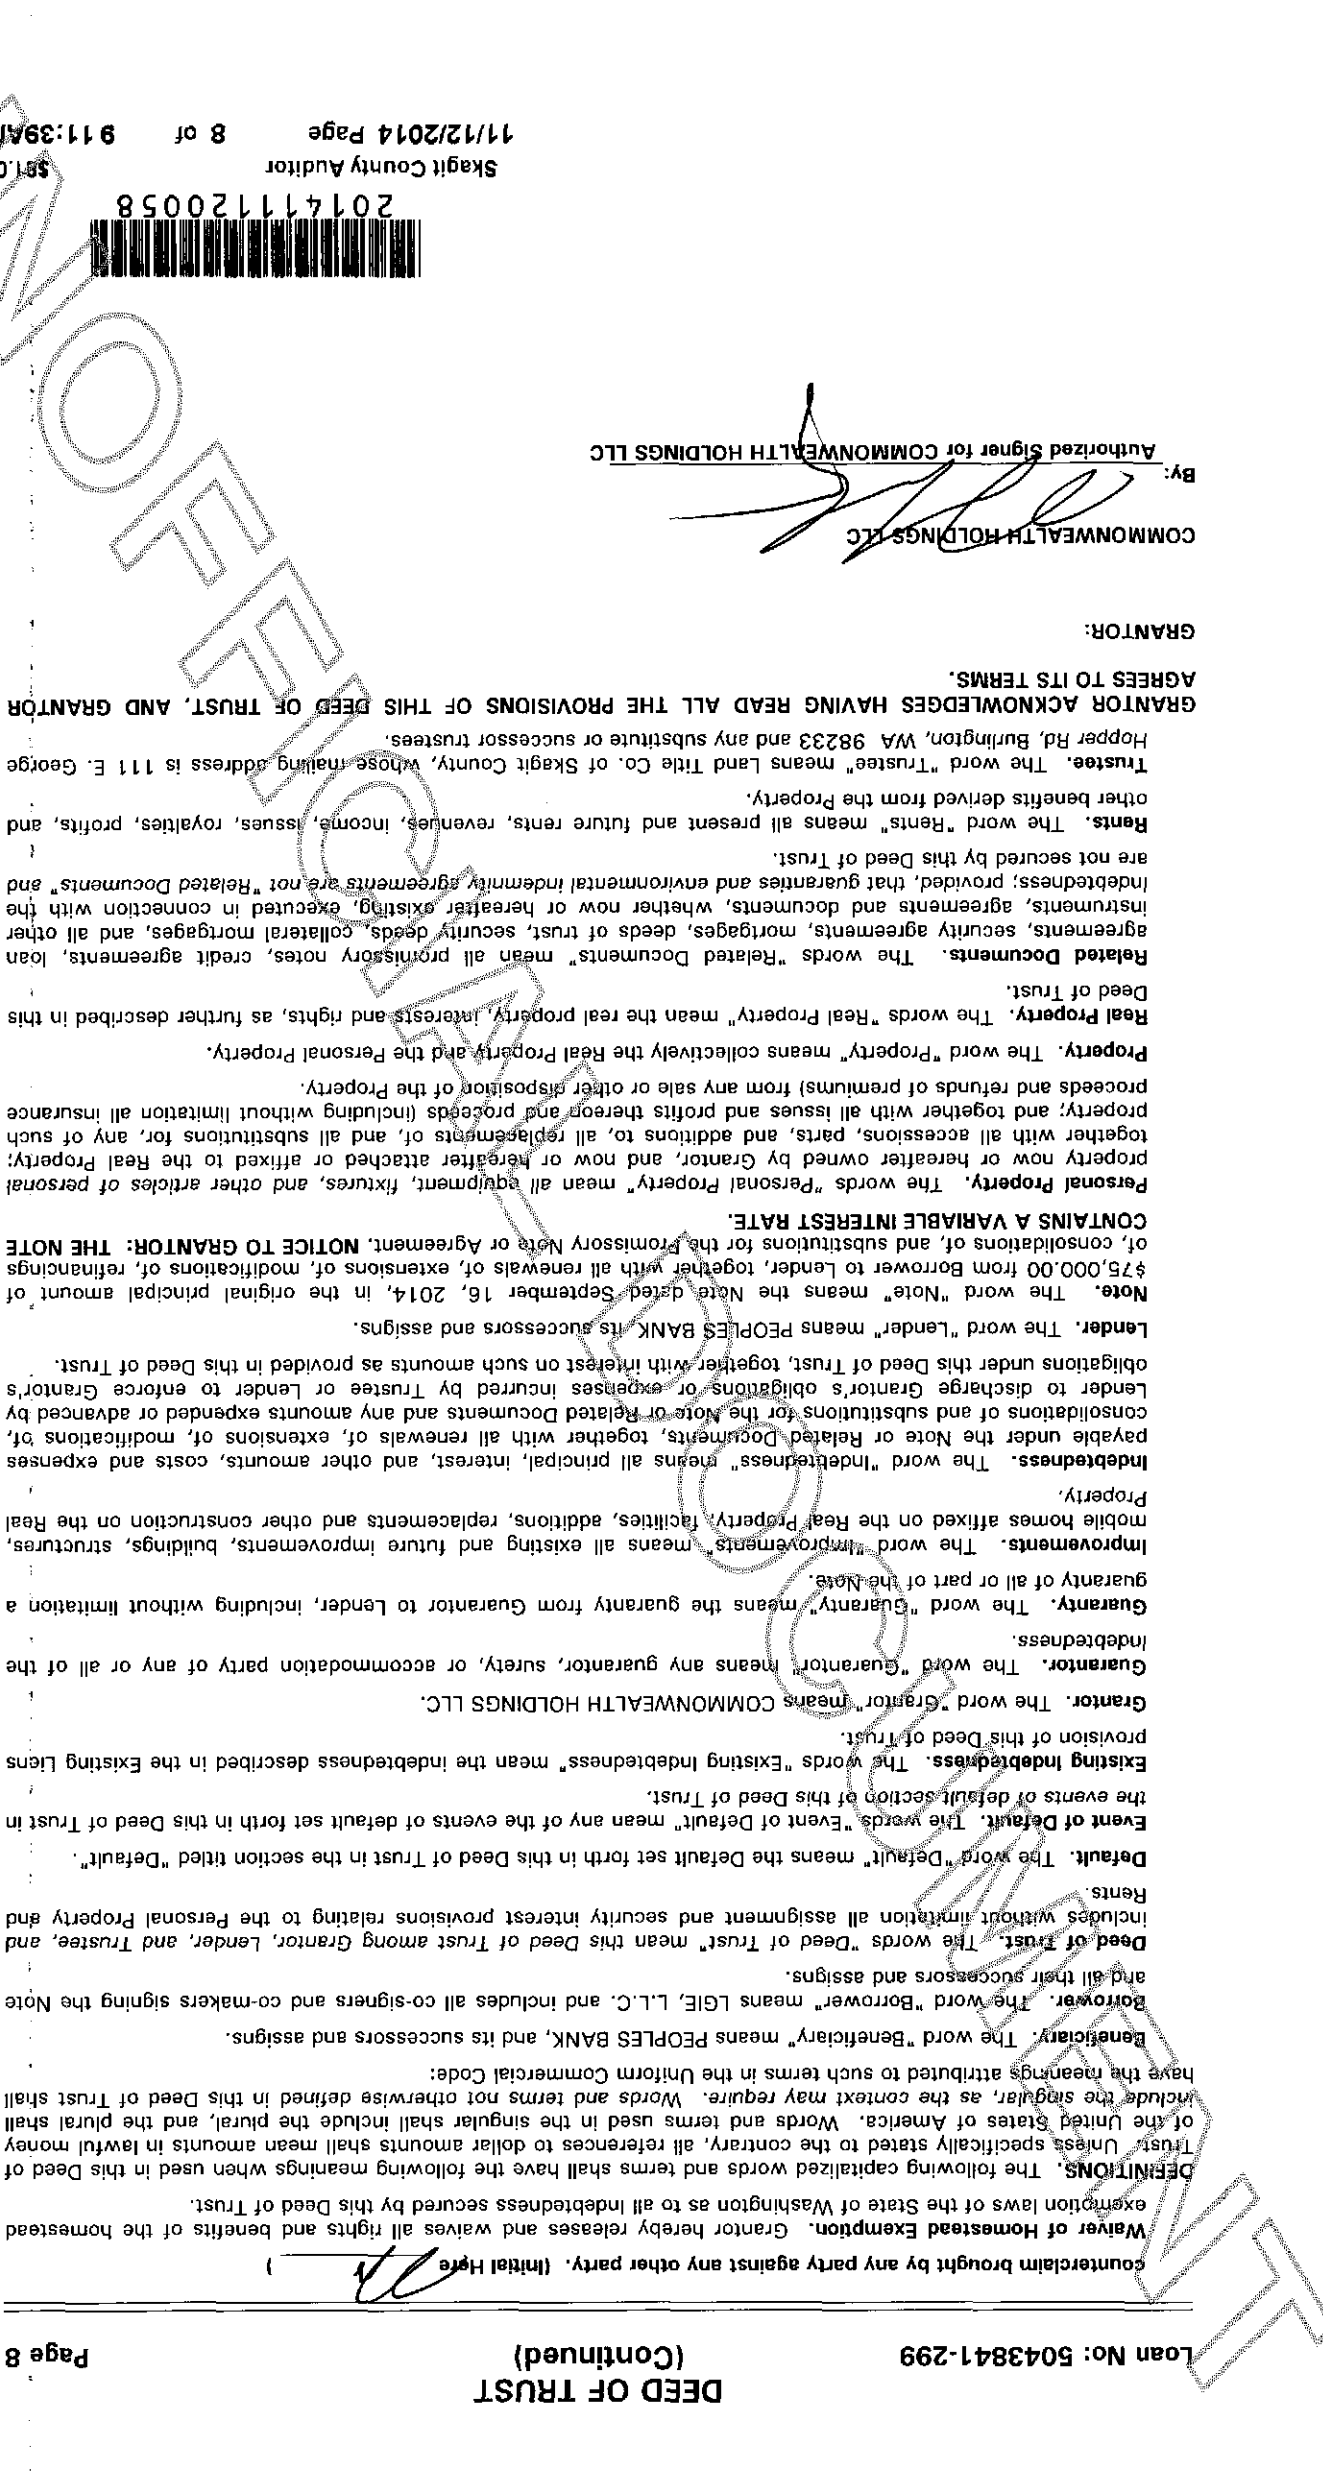 DEED OF TRUST
Loan No: 5043841-299
(Continued)
Page 8
counterclaim brought by any party against any other party. (Initial Here )
Waiver of Homestead Exemption. Grantor hereby releases and waives all rights and benefits of the homestead
exemption laws of the State of Washington as to all Indebtedness secured by this Deed of Trust.
DEFINITIONS. The following capitalized words and terms shall have the following meanings when used in this Deed of
Trust. Unless specifically stated to the contrary, all references to dollar amounts shall mean amounts in lawful money
of the United States of America. Words and terms used in the singular shall include the plural, and the plural shall
include the singular, as the context may require. Words and terms not otherwise defined in this Deed of Trust shall
have the meanings attributed to such terms in the Uniform Commercial Code:
Beneficiary. The word "Beneficiary" means PEOPLES BANK, and its successors and assigns.
Borrower. The word "Borrower" means LGIE, L.L.C. and includes all co-signers and co-makers signing the Note
and all their successors and assigns.
Deed of Trust. The words "Deed of Trust" mean this Deed of Trust among Grantor, Lender, and Trustee, and
includes without limitation all assignment and security interest provisions relating to the Personal Property and
Rents.
Default. The word "Default" means the Default set forth in this Deed of Trust in the section titled "Default".
Event of Default. The words "Event of Default" mean any of the events of default set forth in this Deed of Trust in
the events of default section of this Deed of Trust.
Existing Indebtedness. The words "Existing Indebtedness" mean the indebtedness described in the Existing Liens
provision of this Deed of Trust.
Grantor. The word "Grantor" means COMMONWEALTH HOLDINGS LLC.
Guarantor. The word "Guarantor" means any guarantor, surety, or accommodation party of any or all of the
Indebtedness.
Guaranty. The word "Guaranty" means the guaranty from Guarantor to Lender, including without limitation a
guaranty of all or part of the Note.
Improvements. The word "Improvements" means all existing and future improvements, buildings, structures,
mobile homes affixed on the Real Property, facilities, additions, replacements and other construction on the Real
Property.
Indebtedness. The word "Indebtedness" means all principal, interest, and other amounts, costs and expenses
payable under the Note or Related Documents, together with all renewals of, extensions of, modifications of,
consolidations of and substitutions for the Note or Related Documents and any amounts expended or advanced by
Lender to discharge Grantor's obligations or expenses incurred by Trustee or Lender to enforce Grantor's
obligations under this Deed of Trust, together with interest on such amounts as provided in this Deed of Trust.
Lender. The word "Lender" means PEOPLES BANK, its successors and assigns.
Note. The word "Note" means the Note dated September 16, 2014, in the original principal amount of
$75,000.00 from Borrower to Lender, together with all renewals of, extensions of, modifications of, refinancings
of, consolidations of, and substitutions for the Promissory Note or Agreement. NOTICE TO GRANTOR: THE NOTE
CONTAINS A VARIABLE INTEREST RATE.
Personal Property. The words "Personal Property" mean all equipment, fixtures, and other articles of personal
property now or hereafter owned by Grantor, and now or hereafter attached or affixed to the Real Property;
together with all accessions, parts, and additions to, all replacements of, and all substitutions for, any of such
property; and together with all issues and profits thereon and proceeds (including without limitation all insurance
proceeds and refunds of premiums) from any sale or other disposition of the Property.
Property. The word "Property" means collectively the Real Property and the Personal Property.
Real Property. The words "Real Property" mean the real property, interests and rights, as further described in this
Deed of Trust.
Related Documents. The words "Related Documents" mean all promissory notes, credit agreements, loan
agreements, security agreements, mortgages, deeds of trust, security deeds, collateral mortgages, and all other
instruments, agreements and documents, whether now or hereafter existing, executed in connection with the
Indebtedness; provided, that guaranties and environmental indemnity agreements are not "Related Documents" and
are not secured by this Deed of Trust.
Rents. The word "Rents" means all present and future rents, revenues, income, issues, royalties, profits, and
other benefits derived from the Property.
Trustee. The word "Trustee" means Land Title Co. of Skagit County, whose mailing address is 111 E. George
Hopper Rd, Burlington, WA 98233 and any substitute or successor trustees.
GRANTOR ACKNOWLEDGES HAVING READ ALL THE PROVISIONS OF THIS DEED OF TRUST, AND GRANTOR
AGREES TO ITS TERMS.
GRANTOR:
COMMONWEALTH HOLDINGS LLC
By:
Authorized Signer for COMMONWEALTH HOLDINGS LLC
201411120058
Skagit County Auditor
11/12/2014 Page 8 of 9 11:39A
UNOFFICIAL DOCUMENT